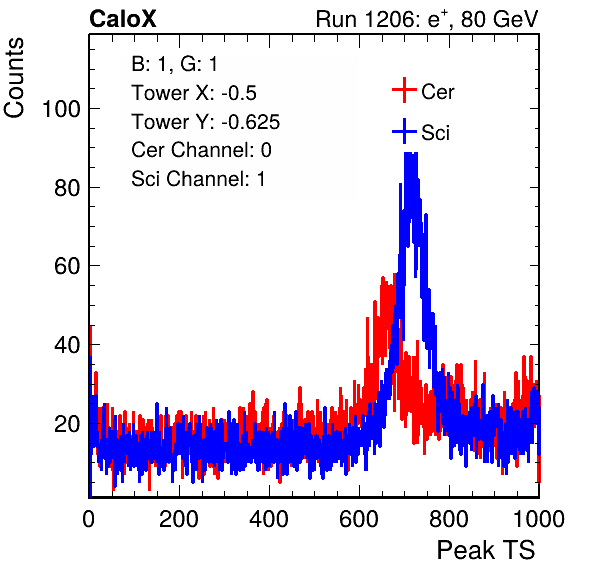 CaloX
Run 1206: e+, 80 GeV
Counts
B: 1, G: 1
Tower X: -0.5
Tower Y: -0.625
Cer Channel: 0
Sci Channel: 1
Cer
Sci
100
80
60
40
20
0 200 400 600 800 1000
Peak TS